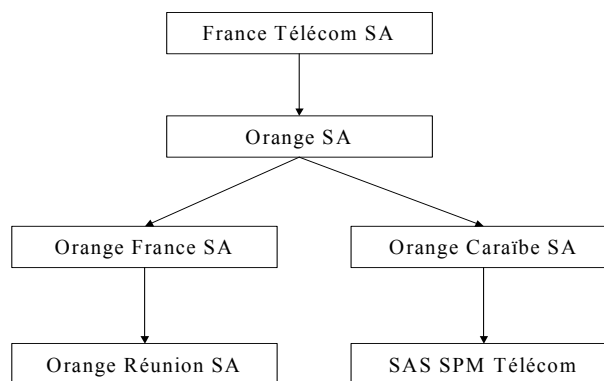 France Télécom SA
Orange SA
Orange France SA
Orange Caraïbe SA
Orange Réunion SA
SAS SPM Télécom